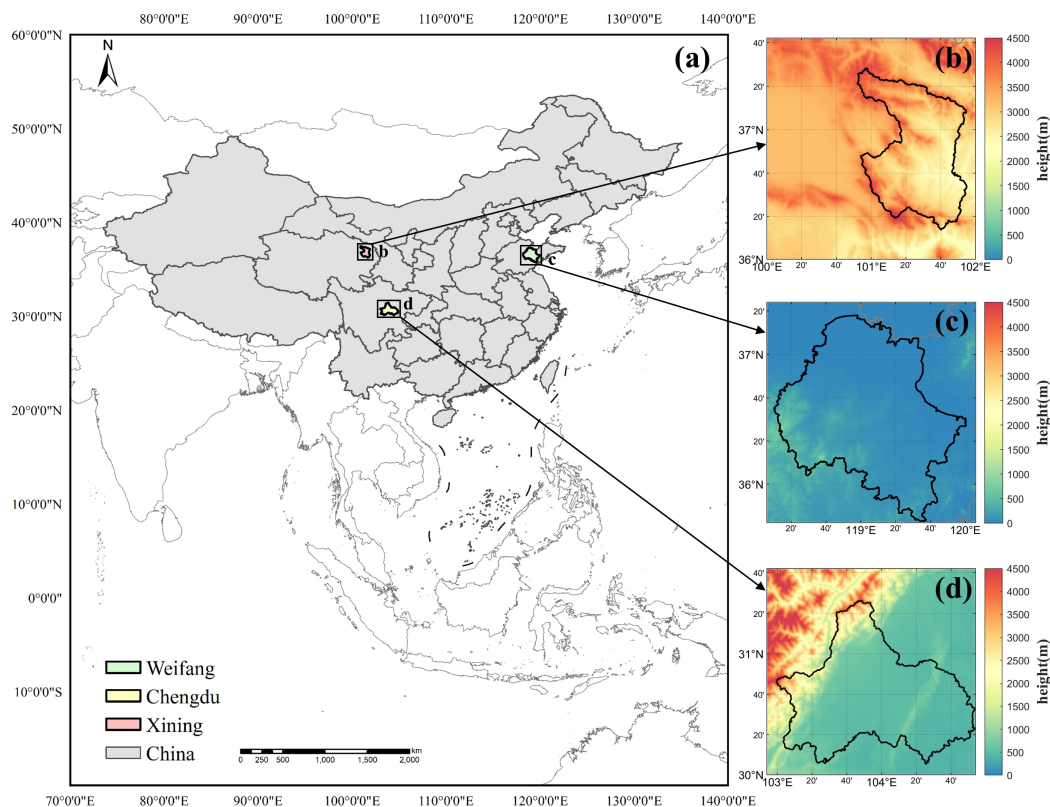 80°0'0"E 90°0'0"E 100°0'0"E 110°0'0"E 120°0'0"E 130°0'0"E 140°0'0"E
60°0'0"N
50°0'0"N
40°0'0"N
30°0'0"N
20°0'0"N
10°0'0"N
0°0'0"
10°0'0"S
70°0'0"E 80°0'0"E 90°0'0"E 100°0'0"E 110°0'0"E 120°0'0"E 130°0'0"E 140°0'0"E
N
(a)
b
c
d
Weifang
Chengdu
Xining
China
0 250 500 1,000 1,500 2,000
km
(b)
40'
20'
37°N
40'
20'
36°N
100°E 20' 40' 101°E 20' 40' 102°E
4500
4000
3500
3000
2500
2000
1500
1000
500
0
height(m)
(c)
20'
37°N
40'
20'
36°N
20' 40' 119°E 20' 40' 120°E
4500
4000
3500
3000
2500
2000
1500
1000
500
0
height(m)
(d)
40'
20'
31°N
40'
20'
30°N
103°E 20' 40' 104°E 20' 40'
4500
4000
3500
3000
2500
2000
1500
1000
500
0
height(m)